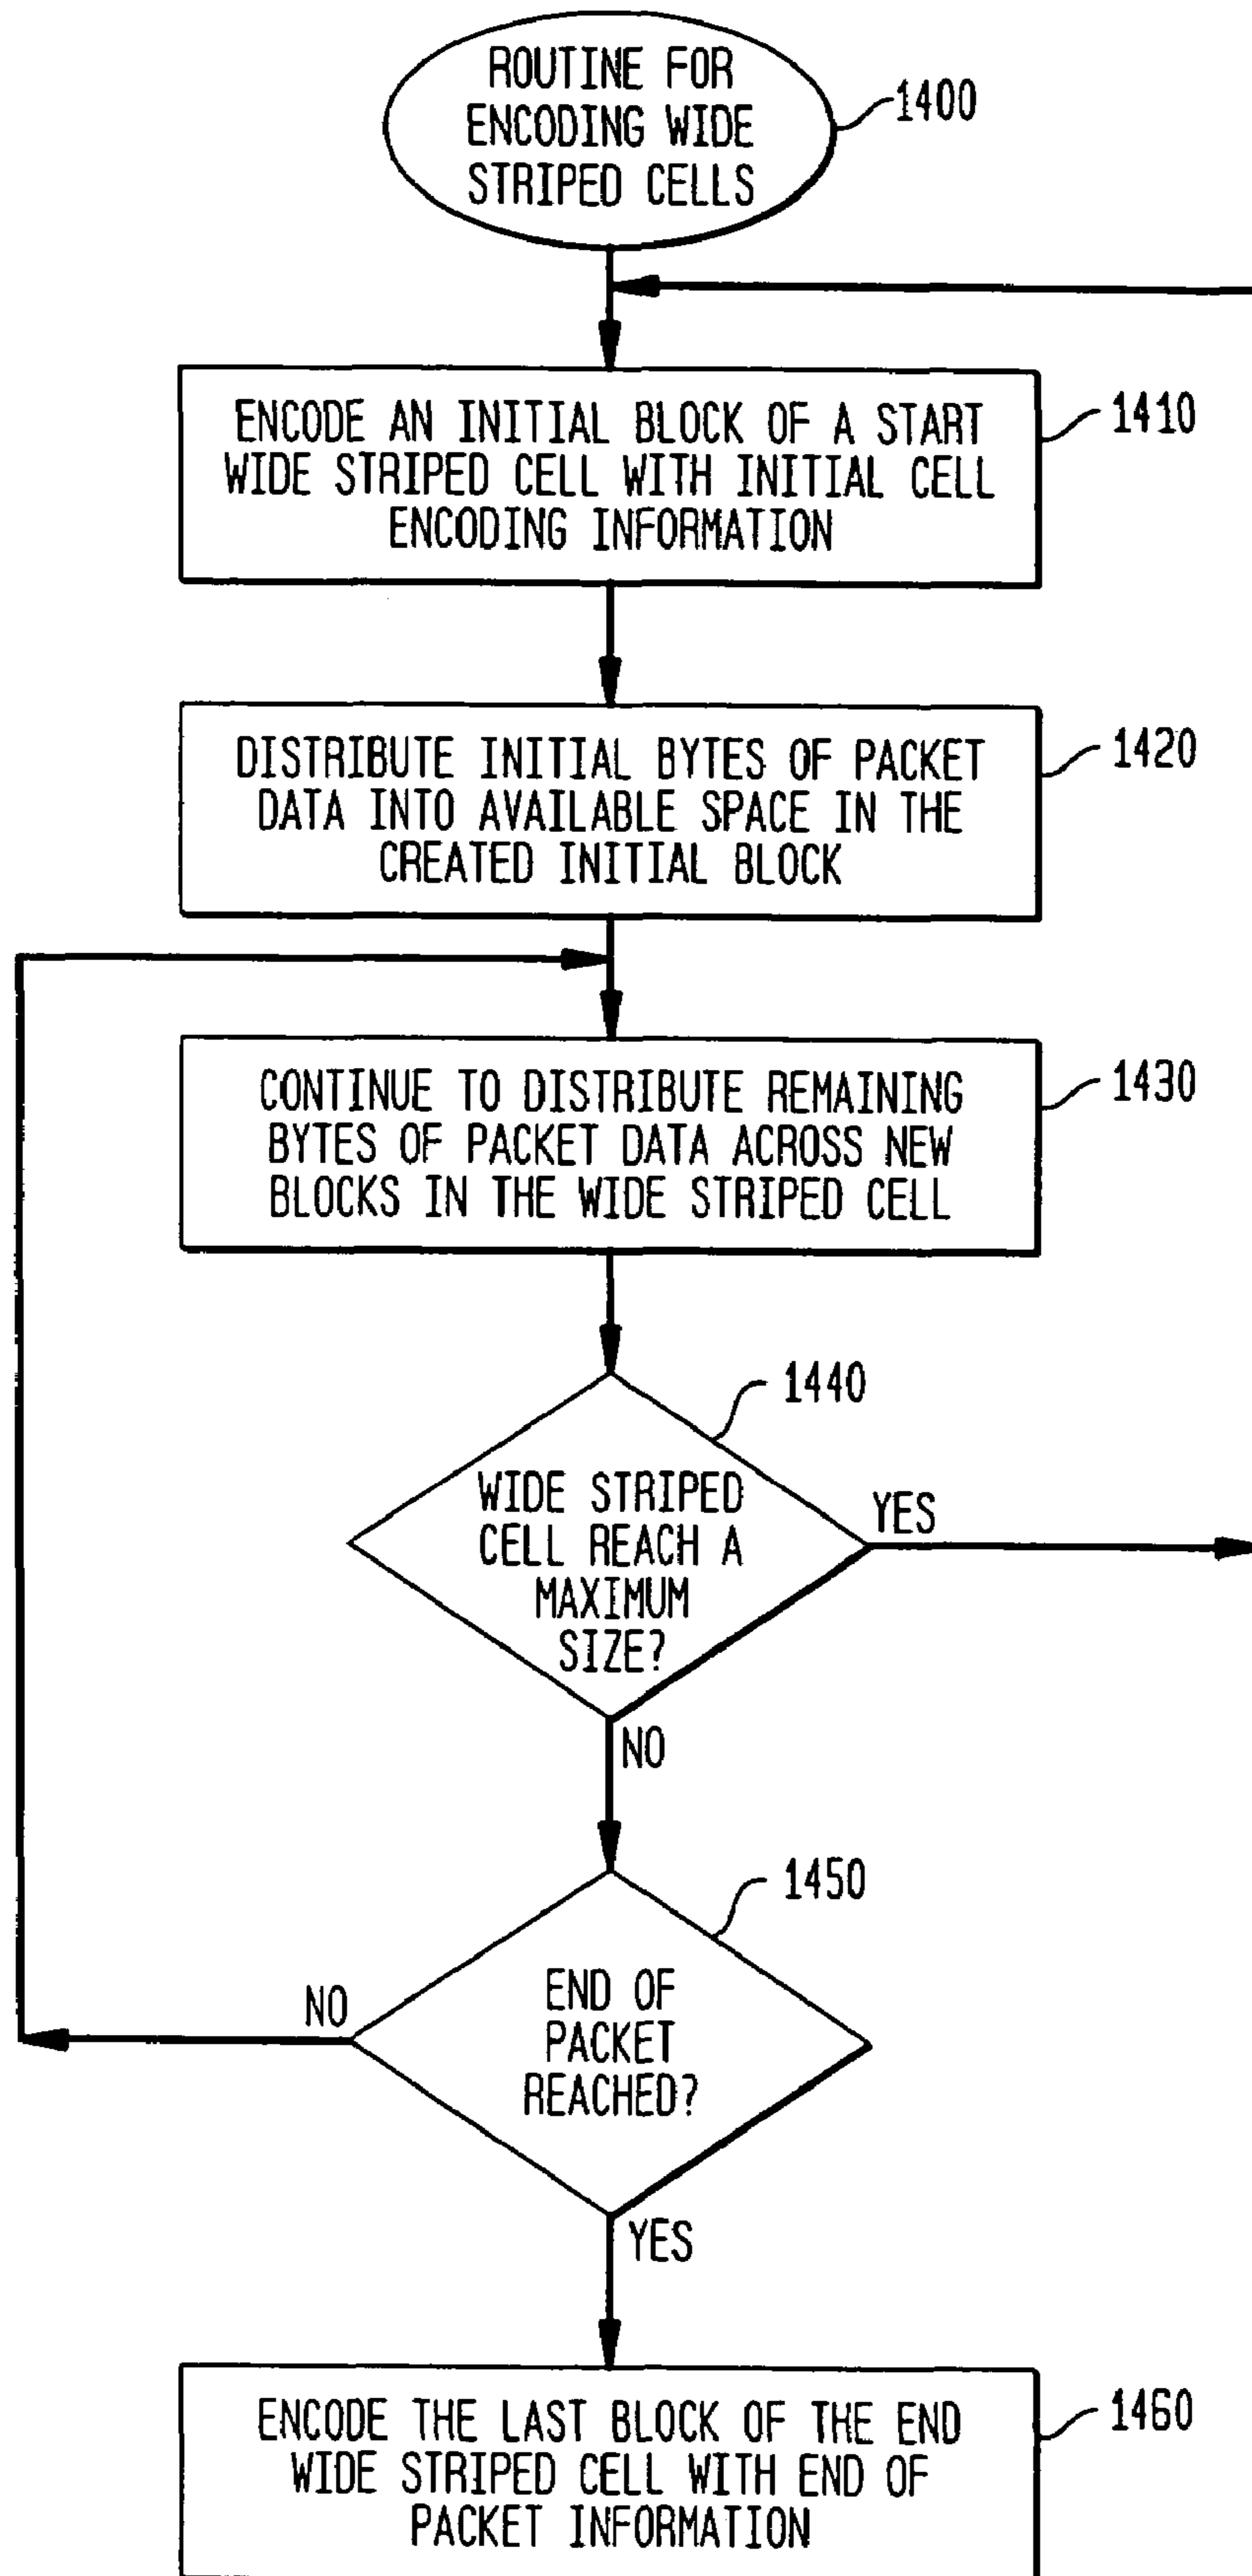 ROUTINE FOR
ENCODING WIDE
STRIPED CELLS
1400
ENCODE AN INITIAL BLOCK OF A START
WIDE STRIPED CELL WITH INITIAL CELL
ENCODING INFORMATION
1410
DISTRIBUTE INITIAL BYTES OF PACKET
DATA INTO AVAILABLE SPACE IN THE
CREATED INITIAL BLOCK
1420
CONTINUE TO DISTRIBUTE REMAINING
BYTES OF PACKET DATA ACROSS NEW
BLOCKS IN THE WIDE STRIPED CELL
1430
1440
WIDE STRIPED
CELL REACH A
MAXIMUM
SIZE?
YES
NO
1450
END OF
PACKET
REACHED?
NO
YES
ENCODE THE LAST BLOCK OF THE END
WIDE STRIPED CELL WITH END OF
PACKET INFORMATION
1460